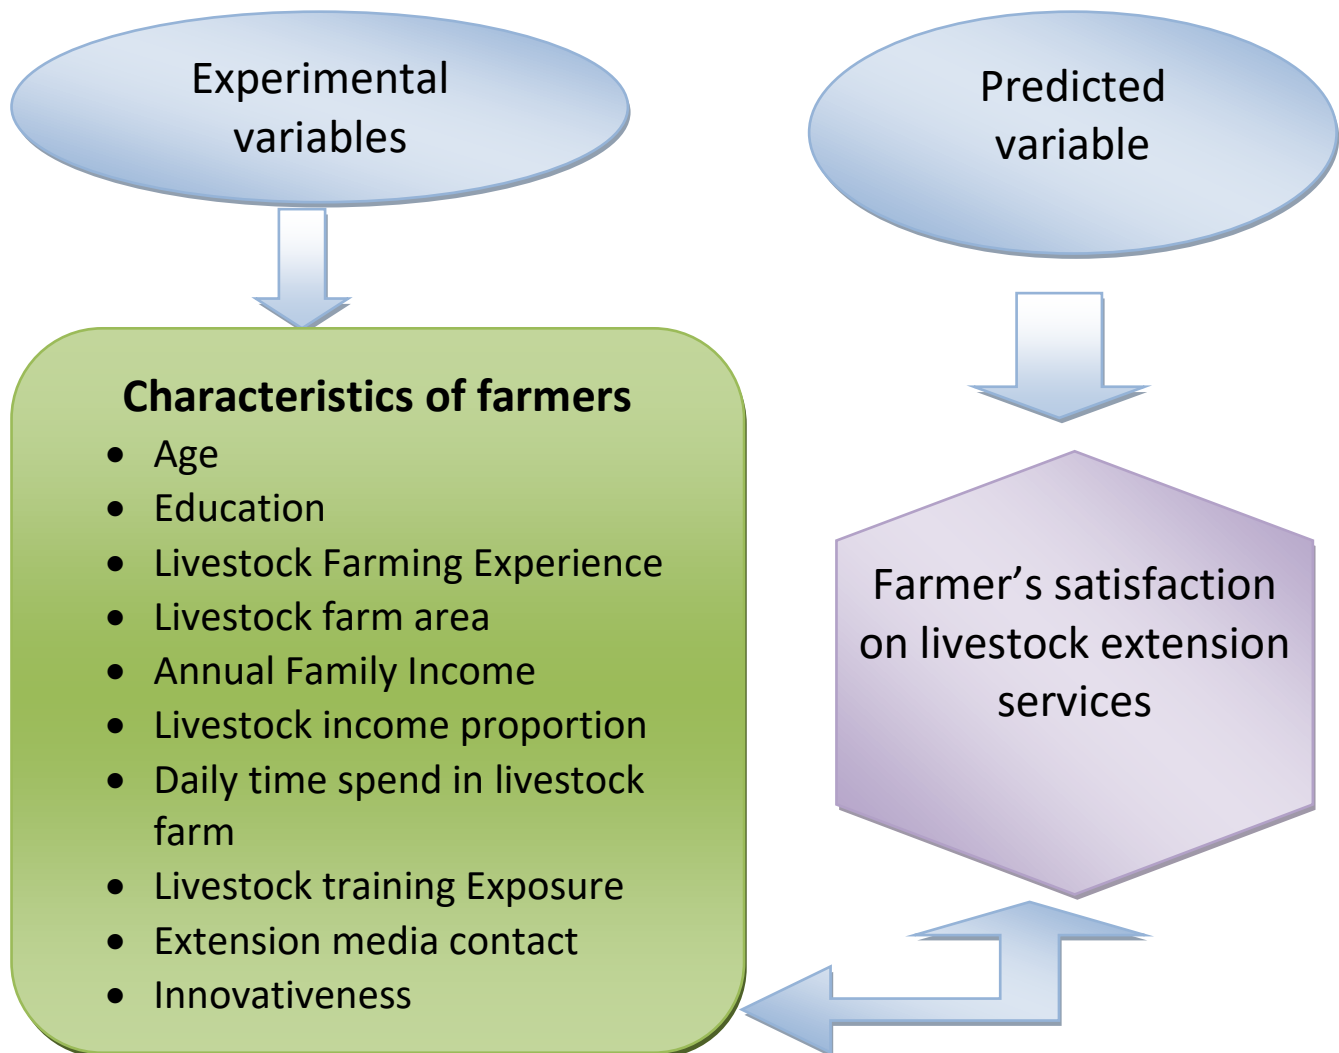 Experimental
variables
Predicted
variable
Characteristics of farmers
• Age
• Education
• Livestock Farming Experience
• Livestock farm area
• Annual Family Income
• Livestock income proportion
• Daily time spend in livestock
farm
• Livestock training Exposure
• Extension media contact
• Innovativeness
Farmer’s satisfaction
on livestock extension
services